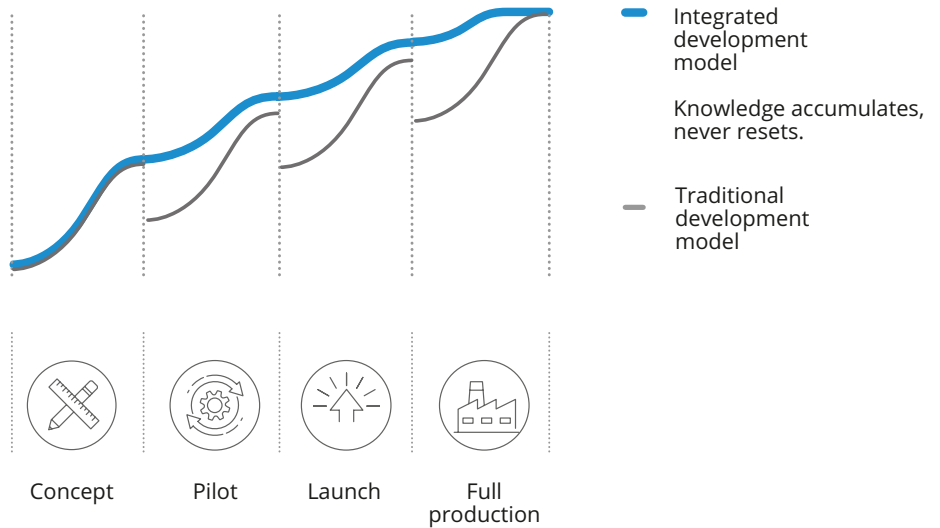 Integrated
development
model
Knowledge accumulates,
never resets.
Traditional
development
model
Concept
Pilot
Launch
Full
production